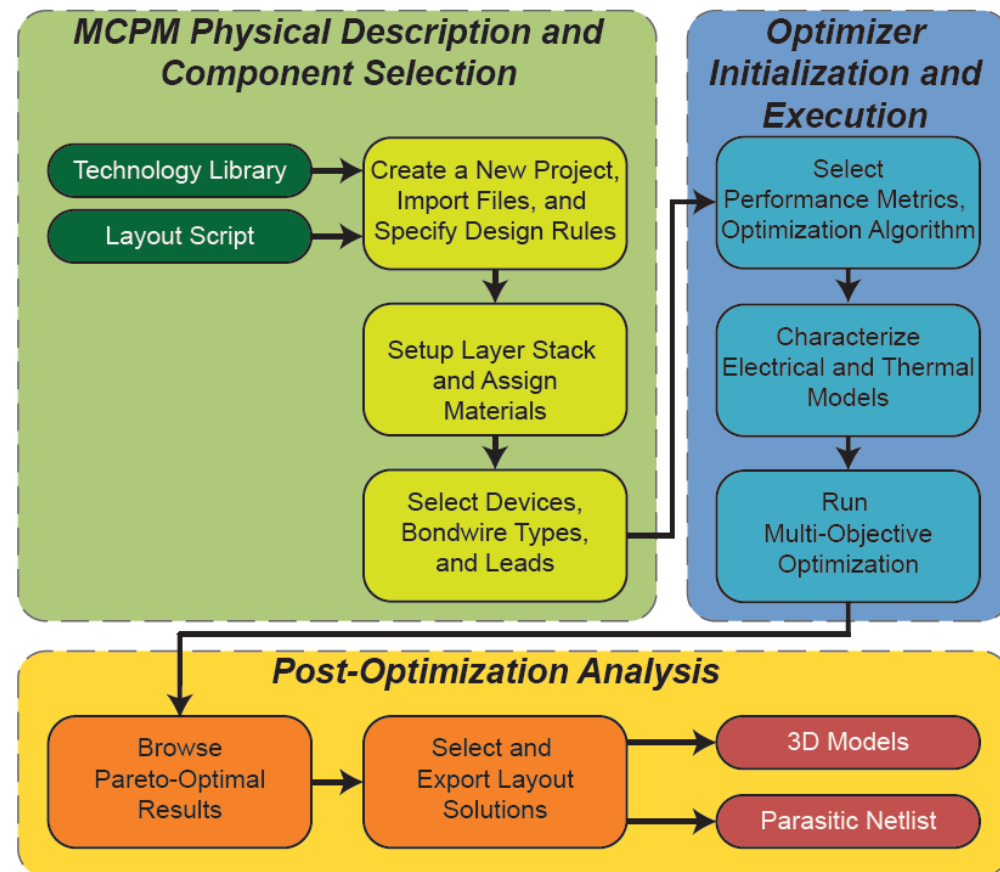 MCPM Physical Description and
Component Selection
Technology Library
Layout Script
Create a New Project,
Import Files, and
Specify Design Rules
Setup Layer Stack
and Assign
Materials
Select Devices,
Bondwire Types,
and Leads
Optimizer
Initialization and
Execution
Select
Performance Metrics,
Optimization Algorithm
Characterize
Electrical and Thermal
Models
Run
Multi-Objective
Optimization
Post-Optimization Analysis
Browse
Pareto-Optimal
Results
Select and
Export Layout
Solutions
3D Models
Parasitic Netlist